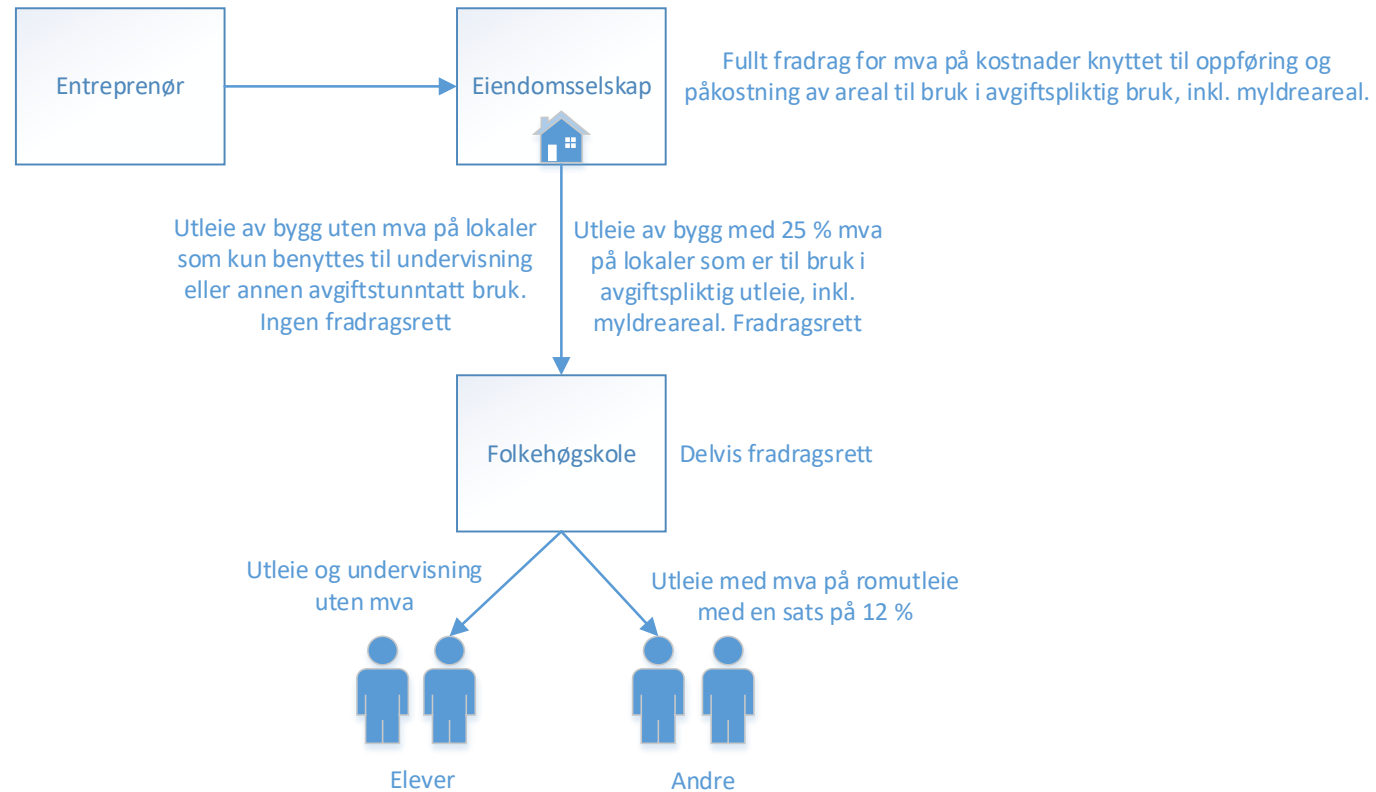 Entreprenør
Eiendomsselskap
Fullt fradrag for mva på kostnader knyttet til oppføring og
påkostning av areal til bruk i avgiftspliktig bruk, inkl. myldreareal.
Utleie av bygg uten mva på lokaler
som kun benyttes til undervisning
eller annen avgiftstunntatt bruk.
Ingen fradragsrett
Utleie av bygg med 25 % mva
på lokaler som er til bruk i
avgiftspliktig utleie, inkl.
myldreareal. Fradragsrett
Folkehøgskole
Delvis fradragsrett
Utleie og undervisning
uten mva
Utleie med mva på romutleie
med en sats på 12 %
Elever
Andre